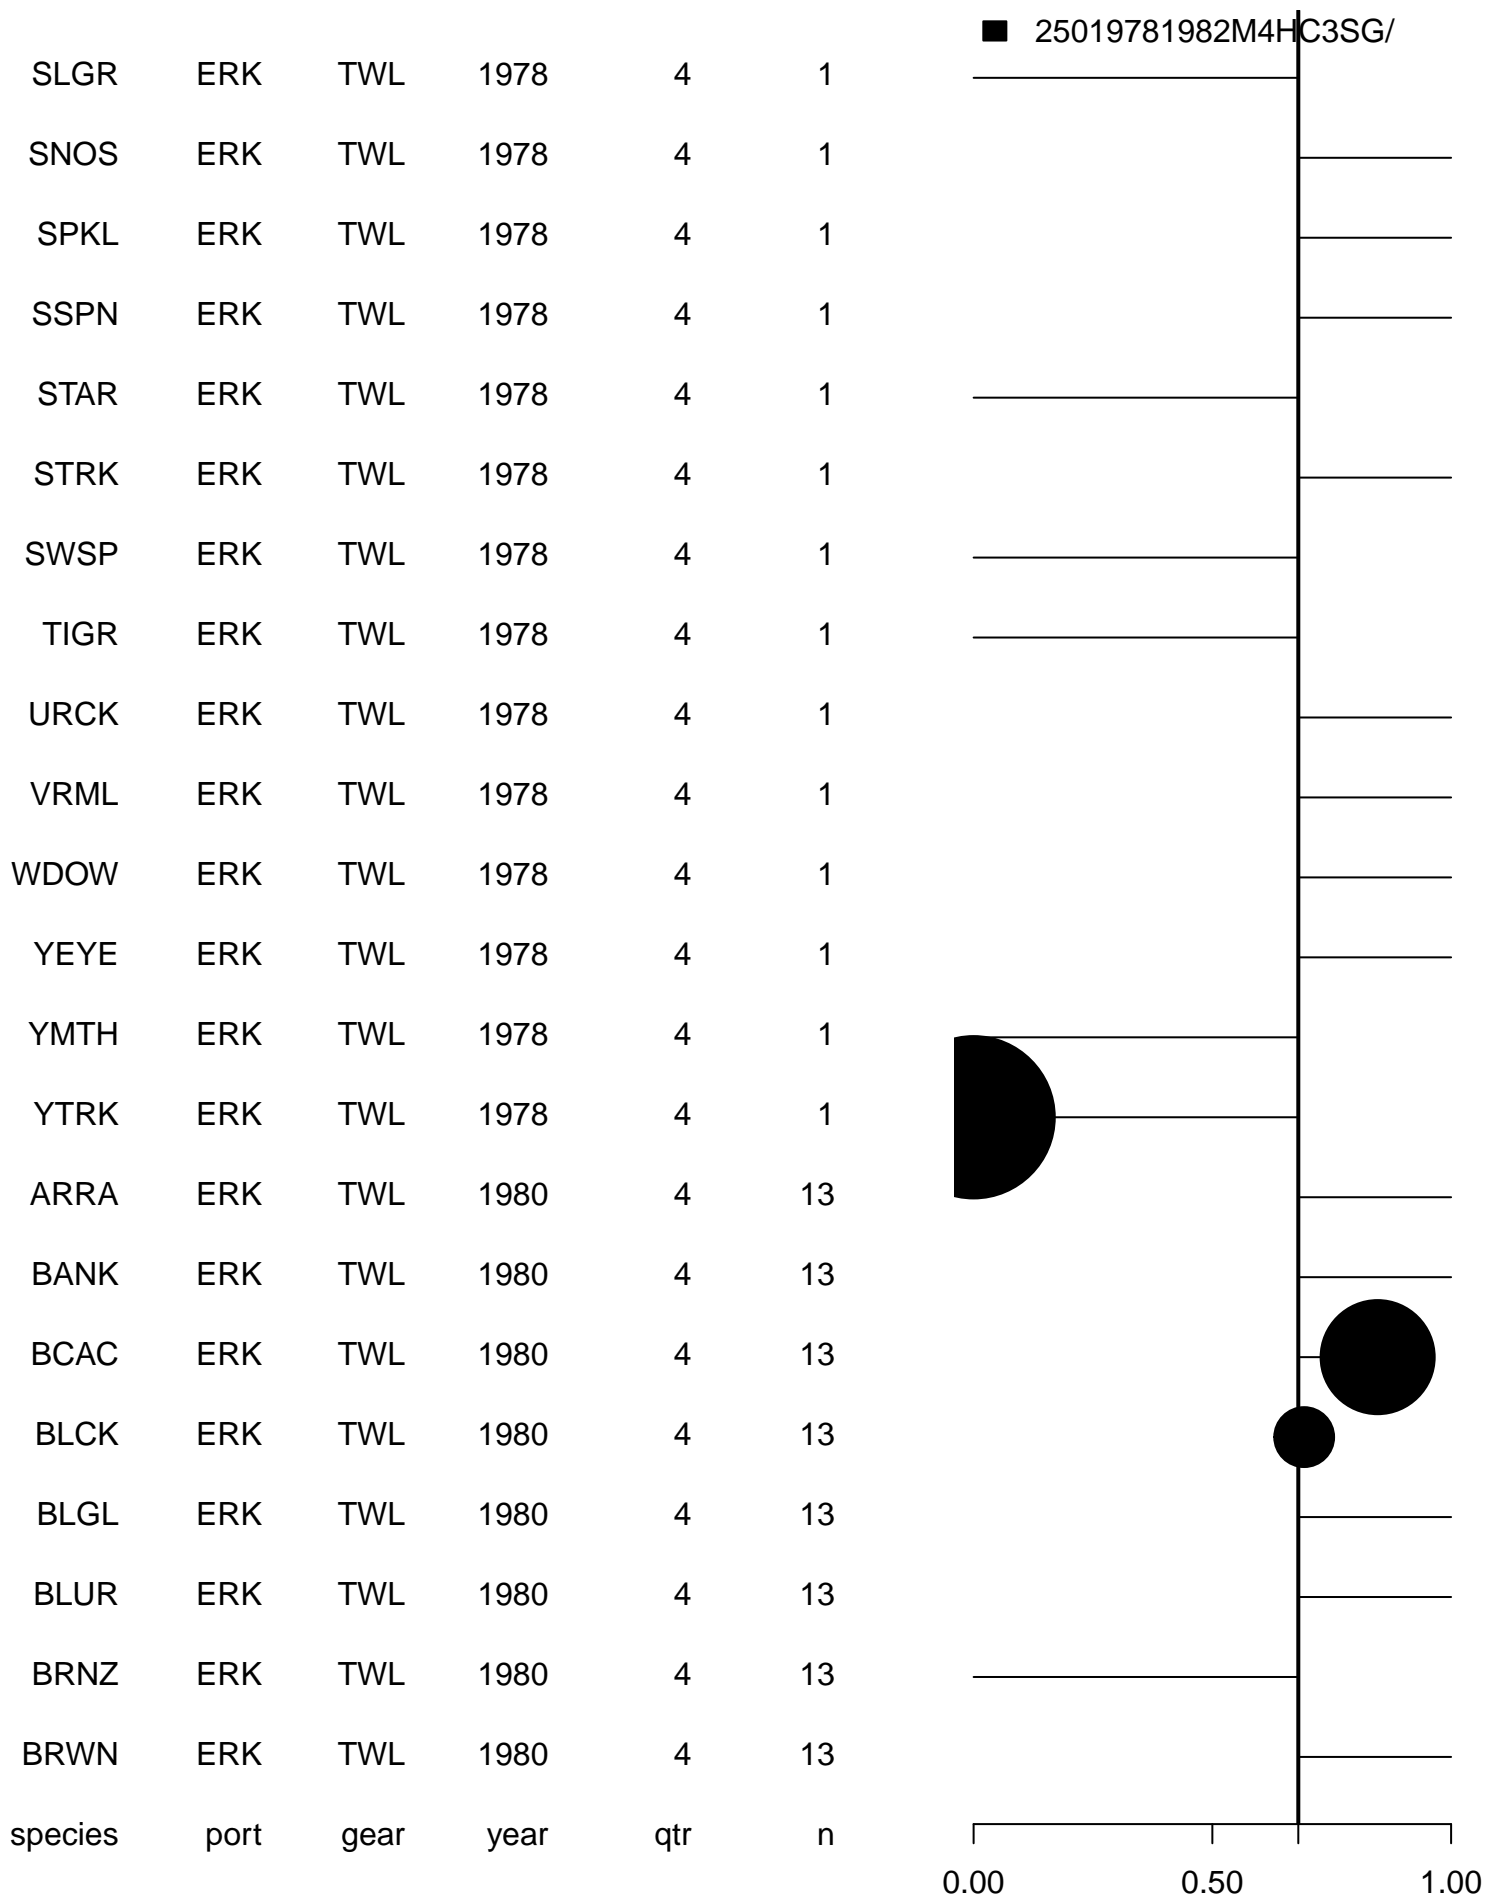 25019781982M4HC3SG/
SLGR ERK TWL 1978 4 1
SNOS ERK TWL 1978 4 1
SPKL ERK TWL 1978 4 1
SSPN ERK TWL 1978 4 1
STAR ERK TWL 1978 4 1
STRK ERK TWL 1978 4 1
SWSP ERK TWL 1978 4 1
TIGR ERK TWL 1978 4 1
URCK ERK TWL 1978 4 1
VRML ERK TWL 1978 4 1
WDOW ERK TWL 1978 4 1
YEYE ERK TWL 1978 4 1
YMTH ERK TWL 1978 4 1
YTRK ERK TWL 1978 4 1
ARRA ERK TWL 1980 4 13
BANK ERK TWL 1980 4 13
BCAC ERK TWL 1980 4 13
BLCK ERK TWL 1980 4 13
BLGL ERK TWL 1980 4 13
BLUR ERK TWL 1980 4 13
BRNZ ERK TWL 1980 4 13
BRWN ERK TWL 1980 4 13
species port gear year qtr n
0.00 0.50 1.00